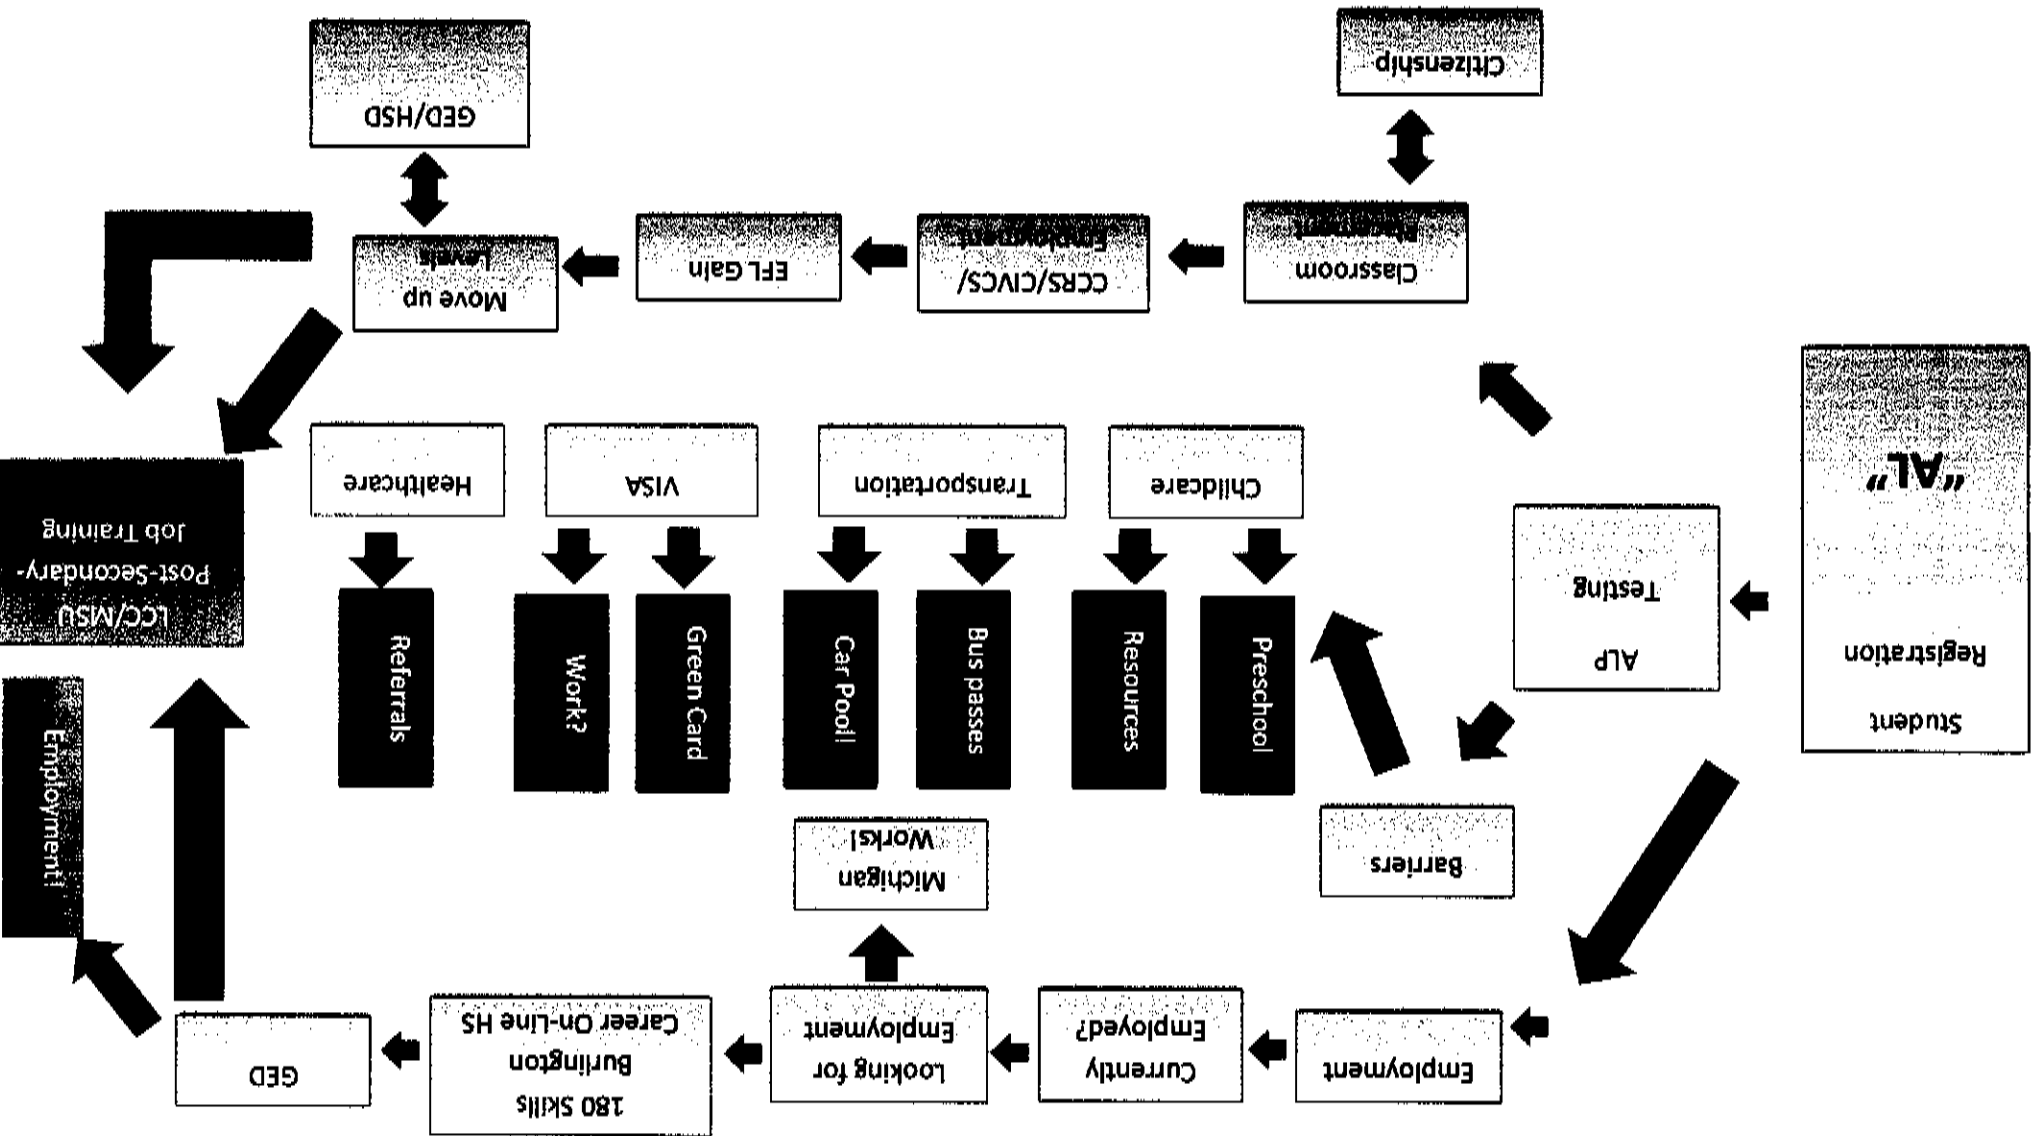 Student
Registration
"AL"
ALP
Testing
Employment
Currently
Employed?
Looking for
Employment
180 Skills
Burlington
Career On-Line HS
GED
Employment!
Michigan
Works!
Barriers
Preschool
Resources
Bus passes
Car Pool!
Green Card
Work?
Referrals
Childcare
Transportation
VISA
Healthcare
LCC/MSU
Post-Secondary-
Job Training
Classroom
Placement
CCRS/CIVCS/
Employment
EFL Gain
Move up
Levels
Citizenship
GED/HSD